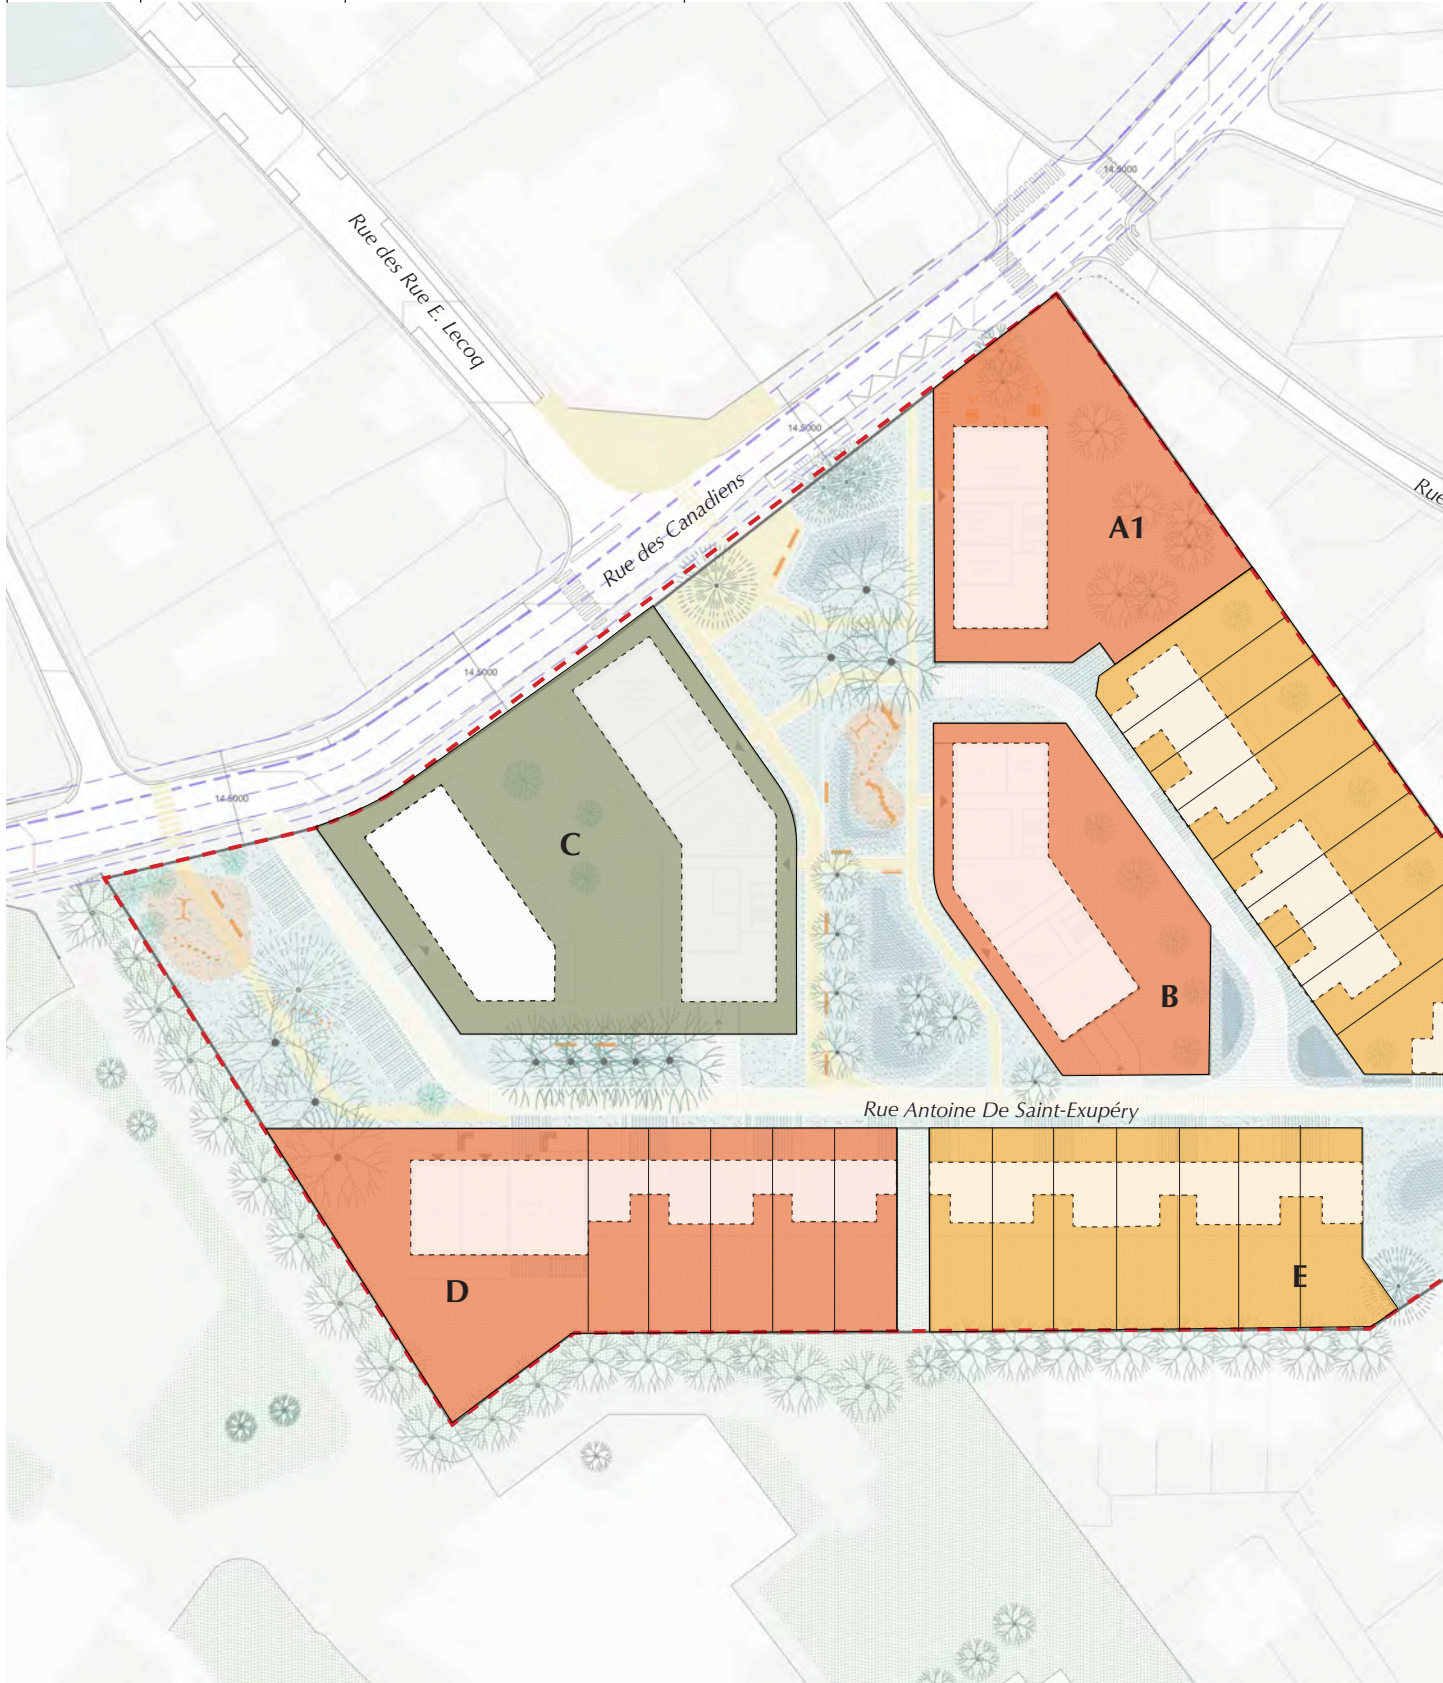 14.5000
Rue des Rue E. Lecoq
14.5000
Rue des Canadiens
Rue
A1
14.5000
14.5000
C
B
Rue Antoine De Saint-Exupéry
D
E